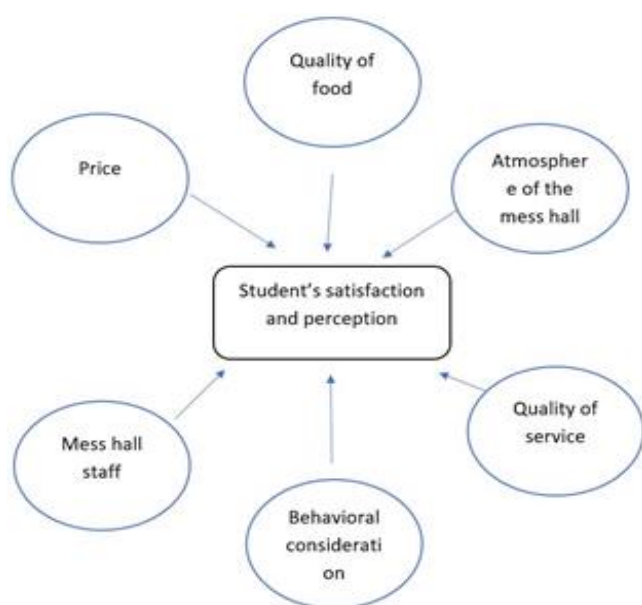 Quality of
food
Price
Atmospher
e of the
mess hall
Student's satisfaction
and perception
Mess hall
staff
Quality of
service
Behavioral
considerati
on